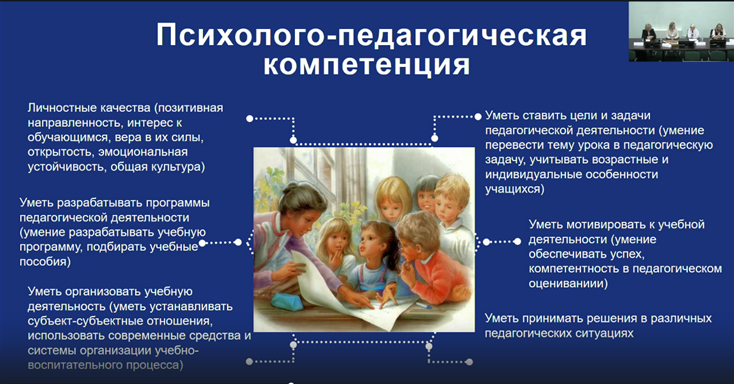 Психолого-педагогическая
компетенция
Личностные качества (позитивная
направленность, интерес к
обучающимся, вера в их силы,
открытость, эмоциональная
устойчивость, общая культура)
Уметь разрабатывать программы
педагогической деятельности
(умение разрабатывать учебную
программу, подбирать учебные
пособия)
Уметь организовать учебную
деятельность (уметь устанавливать
субъект-субъектные отношения,
использовать современные средства и
системы организации учебно-
воспитательного процесса)
Уметь ставить цели и задачи
педагогической деятельности (умение
перевести тему урока в педагогическую
задачу, учитывать возрастные и
индивидуальные особенности
учащихся)
Уметь мотивировать к учебной
деятельности (умение
обеспечивать успех,
компетентность в педагогическом
оцениваниии)
Уметь принимать решения в различных
педагогических ситуациях